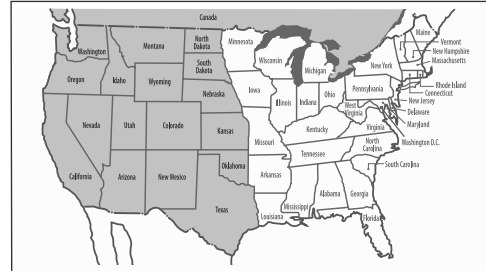 Canada
Washington
Montana
North
Dakota
Minnesota
Maine
Vermont
New Hampshire
Massachusetts
Oregon
Idaho
Wyoming
South
Dakota
Wisconsin
Michigan
New York
Rhode Island
Connecticut
New Jersey
Delaware
Maryland
Washington D.C.
Nebraska
Iowa
Illinois
Indiana
Ohio
Pennsylvania
West
Virginia
Virginia
Nevada
Utah
Colorado
Kansas
Missouri
Kentucky
North
Carolina
Tennessee
South Carolina
California
Arizona
New Mexico
Oklahoma
Arkansas
Texas
Louisiana
Mississippi
Alabama
Georgia
Florida